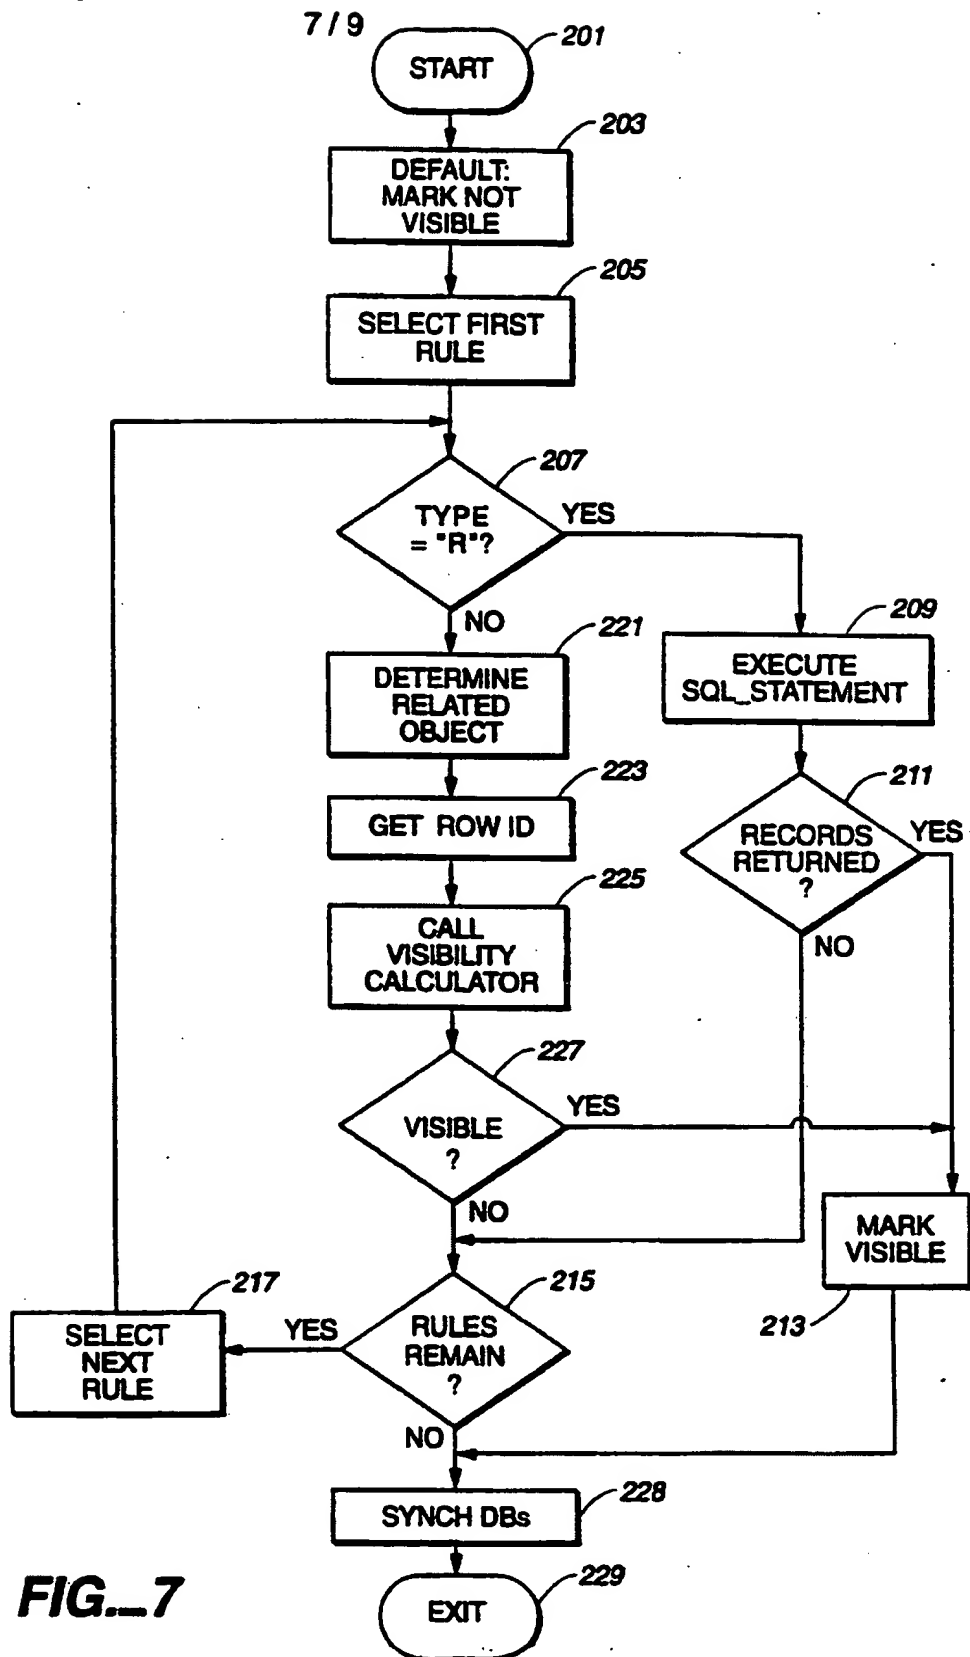 7 / 9
START
201
203
DEFAULT:
MARK NOT
VISIBLE
205
SELECT FIRST
RULE
207
TYPE
= "R"?
YES
NO
221
DETERMINE
RELATED
OBJECT
209
EXECUTE
SQL_STATEMENT
223
GET ROW ID
211
RECORDS
RETURNED
?
YES
NO
225
CALL
VISIBILITY
CALCULATOR
227
VISIBLE
?
YES
NO
MARK
VISIBLE
213
217
SELECT
NEXT
RULE
YES
215
RULES
REMAIN
?
NO
228
SYNCH DBs
229
EXIT
FIG._7